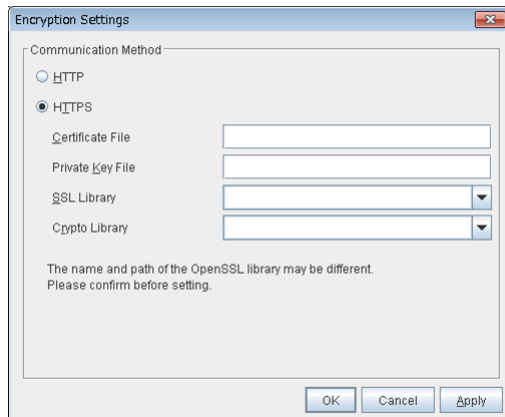 Encryption Settings
Communication Method
HTTP
HTTPS
Certificate File
Private Key File
SSL Library
Crypto Library
The name and path of the OpenSSL library may be different.
Please confirm before setting.
OK Cancel Apply